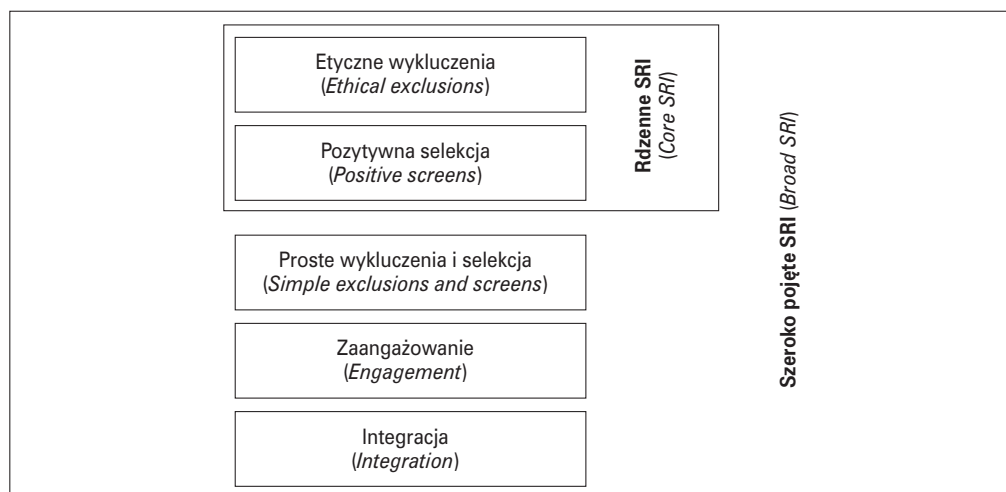 Etyczne wykluczenia
(Ethical exclusions)
Pozytywna selekcja
(Positive screens)
Rdzenne SRI
(Core SRI)
Proste wykluczenia i selekcja
(Simple exclusions and screens)
Zaangażowanie
(Engagement)
Integracja
(Integration)
Szeroko pojęte SRI (Broad SRI)